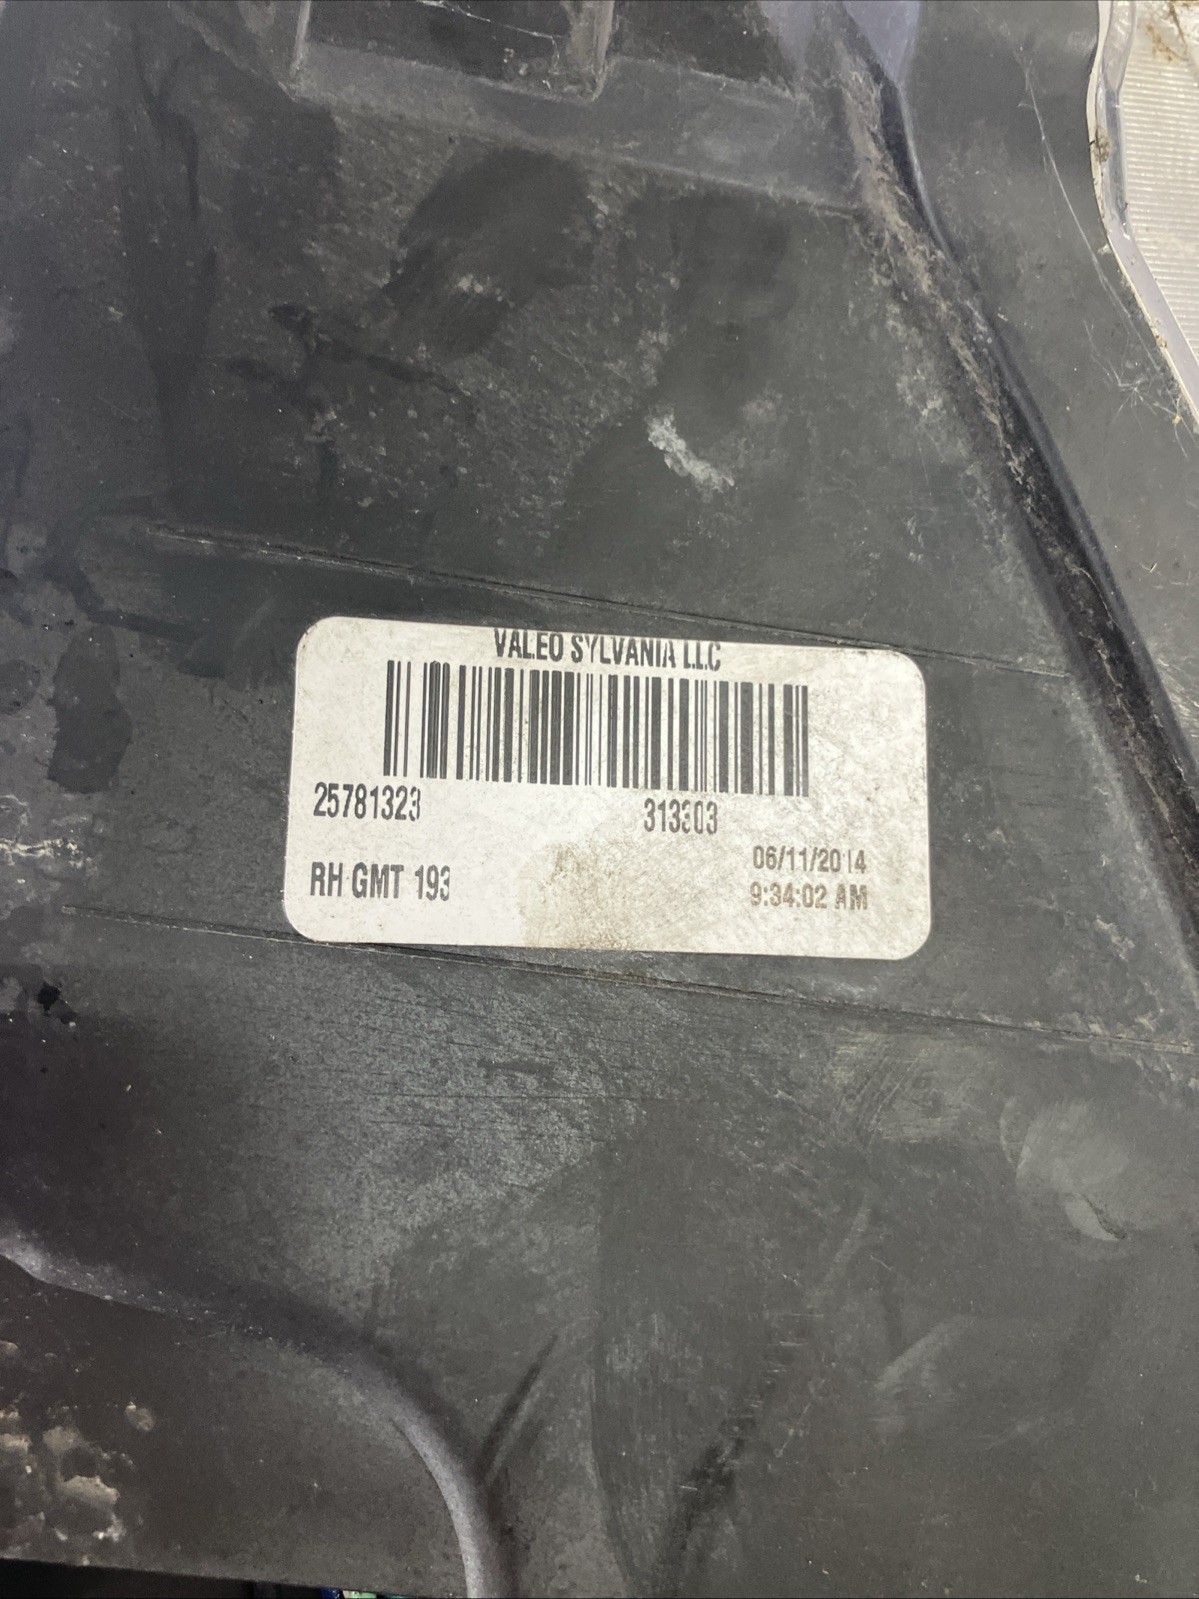 VALEO SYLVANIA LLC
25781323
313303
RH GMT 193
06/11/2014
9:34:02 AM